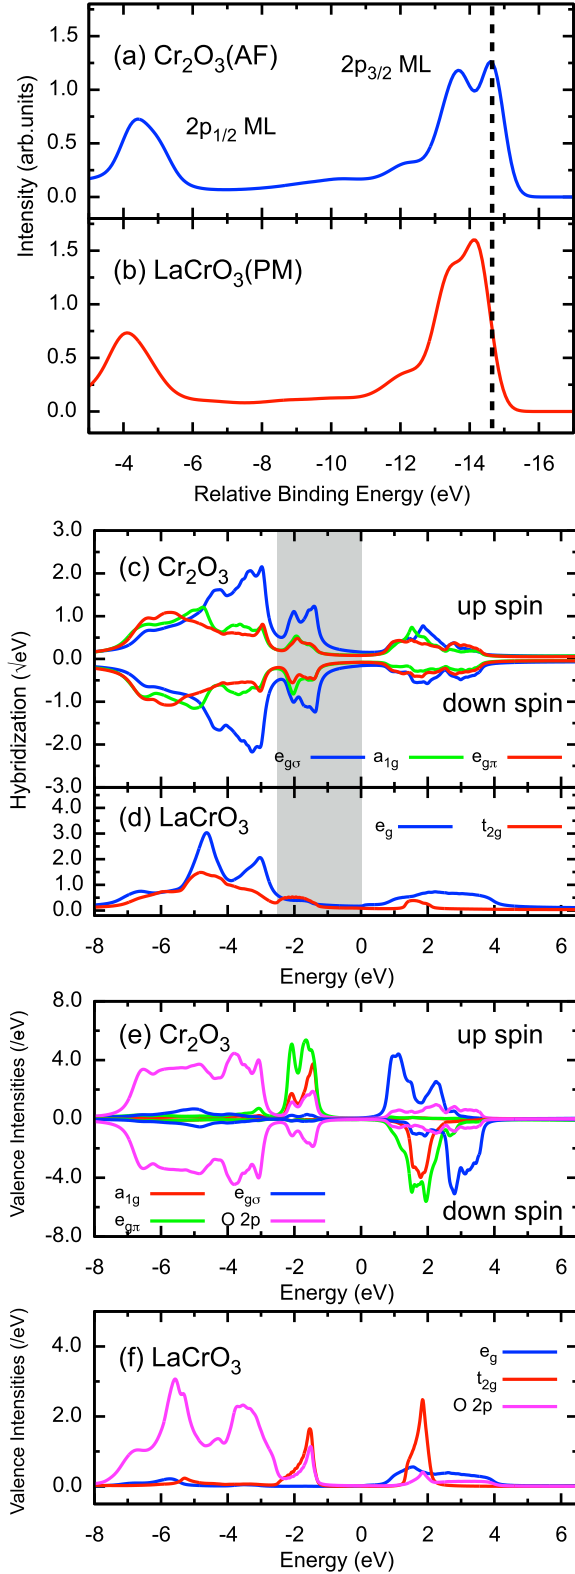 (a) Cr2O3(AF)
2p3/2 ML
2p1/2 ML
1.5
1.0
0.5
0.0
Intensity (arb.units)
(b) LaCrO3(PM)
1.5
1.0
0.5
0.0
-4 -6 -8 -10 -12 -14 -16
Relative Binding Energy (eV)
3.0
2.0
1.0
0.0
-1.0
-2.0
-3.0
(c) Cr2O3
up spin
down spin
egσ a1g egπ
Hybridization (√eV)
4.0
3.0
2.0
1.0
0.0
(d) LaCrO3
eg t2g
-8 -6 -4 -2 0 2 4 6
Energy (eV)
8.0
4.0
0.0
-4.0
-8.0
Valence Intensities (/eV)
(e) Cr2O3
up spin
a1g egσ
egπ O 2p
down spin
-8 -6 -4 -2 0 2 4 6
Energy (eV)
4.0
2.0
0.0
Valence Intensities (/eV)
(f) LaCrO3
eg
t2g
O 2p
-8 -6 -4 -2 0 2 4 6
Energy (eV)